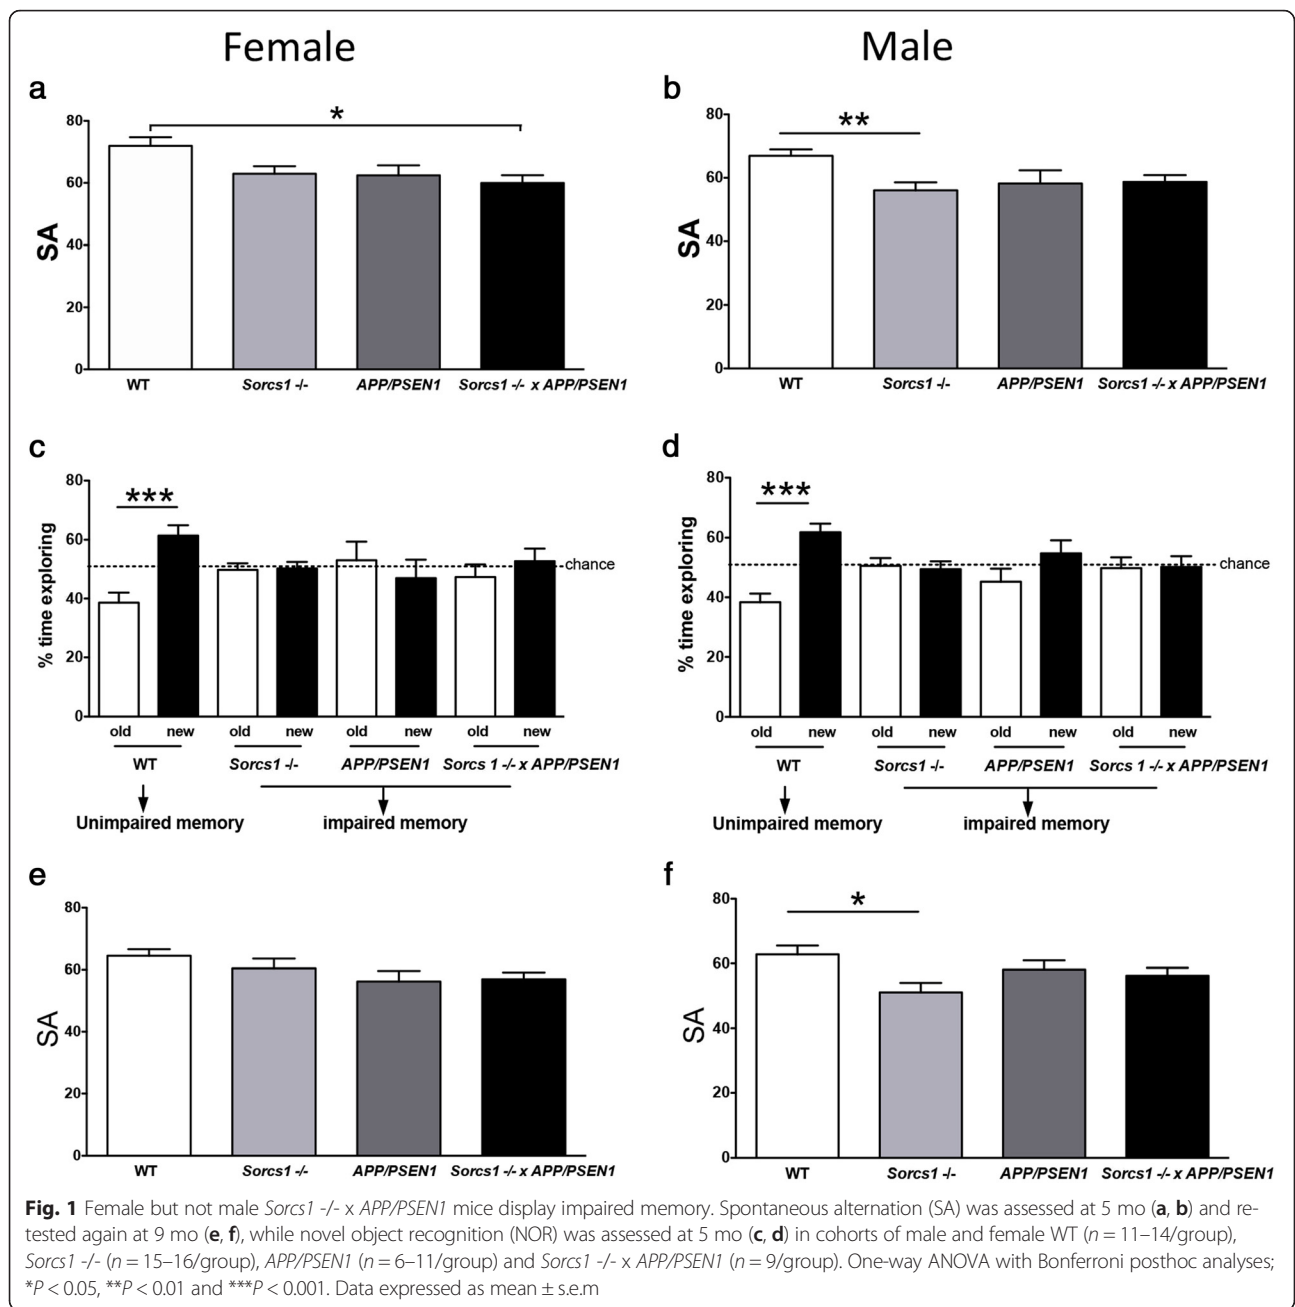 Female Male
a b
*
**
80 80
60 60
SA SA
40 40
20 20
0 0
WT Sorcs1 -/- APP/PSEN1 Sorcs1 -/- x APP/PSEN1
WT Sorcs1 -/- APP/PSEN1 Sorcs1 -/- x APP/PSEN1
c d
80 80
*** ***
60 60
% time exploring % time exploring
chance chance
40 40
20 20
0 0
old new old new old new old new
old new old new old new old new
WT Sorcs1 -/- APP/PSEN1 Sorcs 1 -/- x APP/PSEN1
WT Sorcs1 -/- APP/PSEN1 Sorcs 1 -/- x APP/PSEN1
Unimpaired memory impaired memory
Unimpaired memory impaired memory
e f
80 80
*
60 60
SA SA
40 40
20 20
0 0
WT Sorcs1 -/- APP/PSEN1 Sorcs1 -/- x APP/PSEN1
WT Sorcs1 -/- APP/PSEN1 Sorcs1 -/- x APP/PSEN1
Fig. 1 Female but not male Sorcs1 -/- x APP/PSEN1 mice display impaired memory. Spontaneous alternation (SA) was assessed at 5 mo (a, b) and re-
tested again at 9 mo (e, f), while novel object recognition (NOR) was assessed at 5 mo (c, d) in cohorts of male and female WT (n = 11–14/group),
Sorcs1 -/- (n = 15–16/group), APP/PSEN1 (n = 6–11/group) and Sorcs1 -/- x APP/PSEN1 (n = 9/group). One-way ANOVA with Bonferroni posthoc analyses;
*P < 0.05, **P < 0.01 and ***P < 0.001. Data expressed as mean ± s.e.m